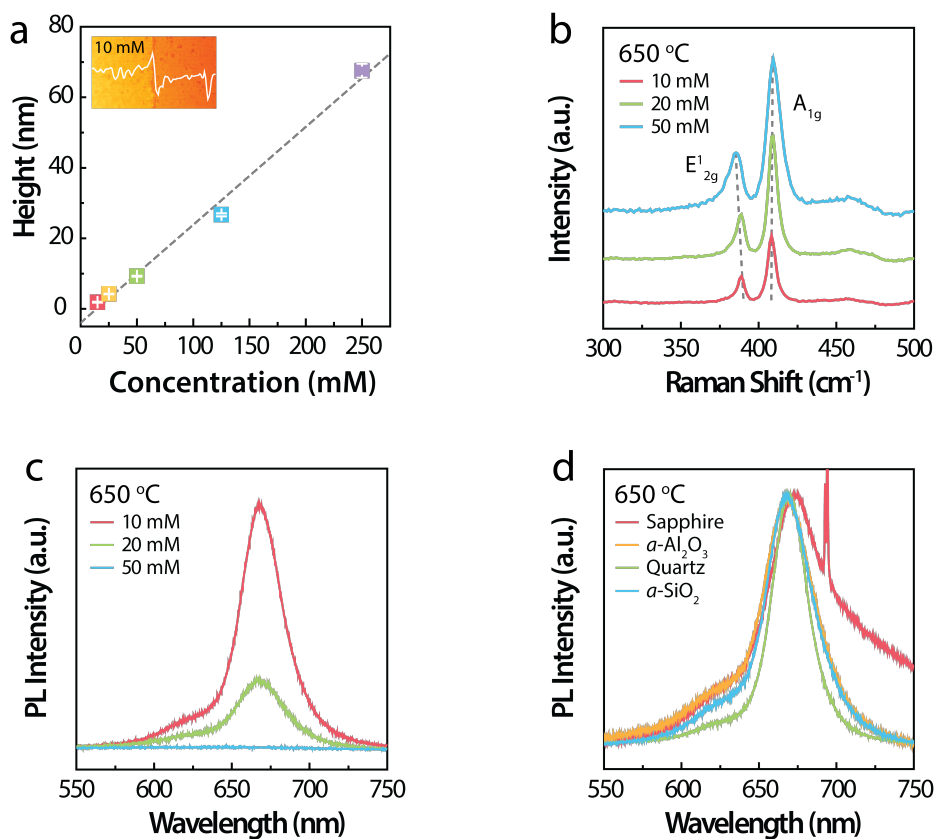 a
80
60
40
20
0
Height (nm)
10 mM
0 50 100 150 200 250
Concentration (mM)
b
650 °C
10 mM
20 mM
50 mM
E¹₂g
A₁g
Intensity (a.u.)
300 350 400 450 500
Raman Shift (cm⁻¹)
c
650 °C
10 mM
20 mM
50 mM
PL Intensity (a.u.)
550 600 650 700 750
Wavelength (nm)
d
650 °C
Sapphire
a-Al₂O₃
Quartz
a-SiO₂
PL Intensity (a.u.)
550 600 650 700 750
Wavelength (nm)